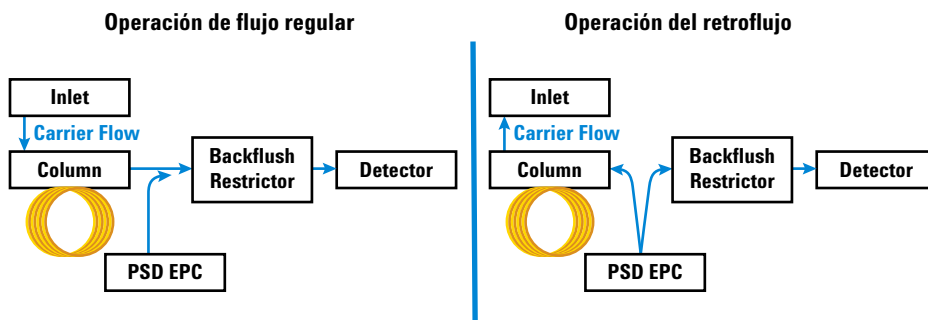 Operación de flujo regular
Inlet
Carrier Flow
Column
Backflush
Restrictor
Detector
PSD EPC
Operación del retroflujo
Inlet
Carrier Flow
Column
Backflush
Restrictor
Detector
PSD EPC